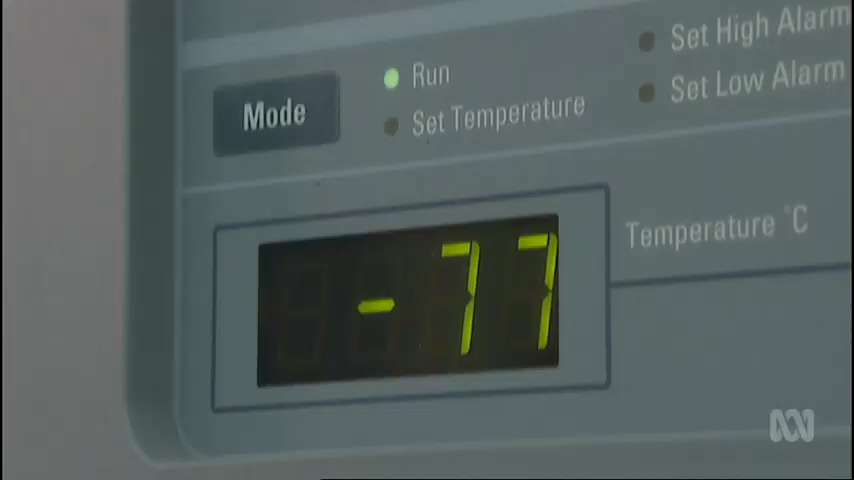 Set High Alarm
Run
Set Low Alarm
Mode
Set Temperature
Temperature °C
-77